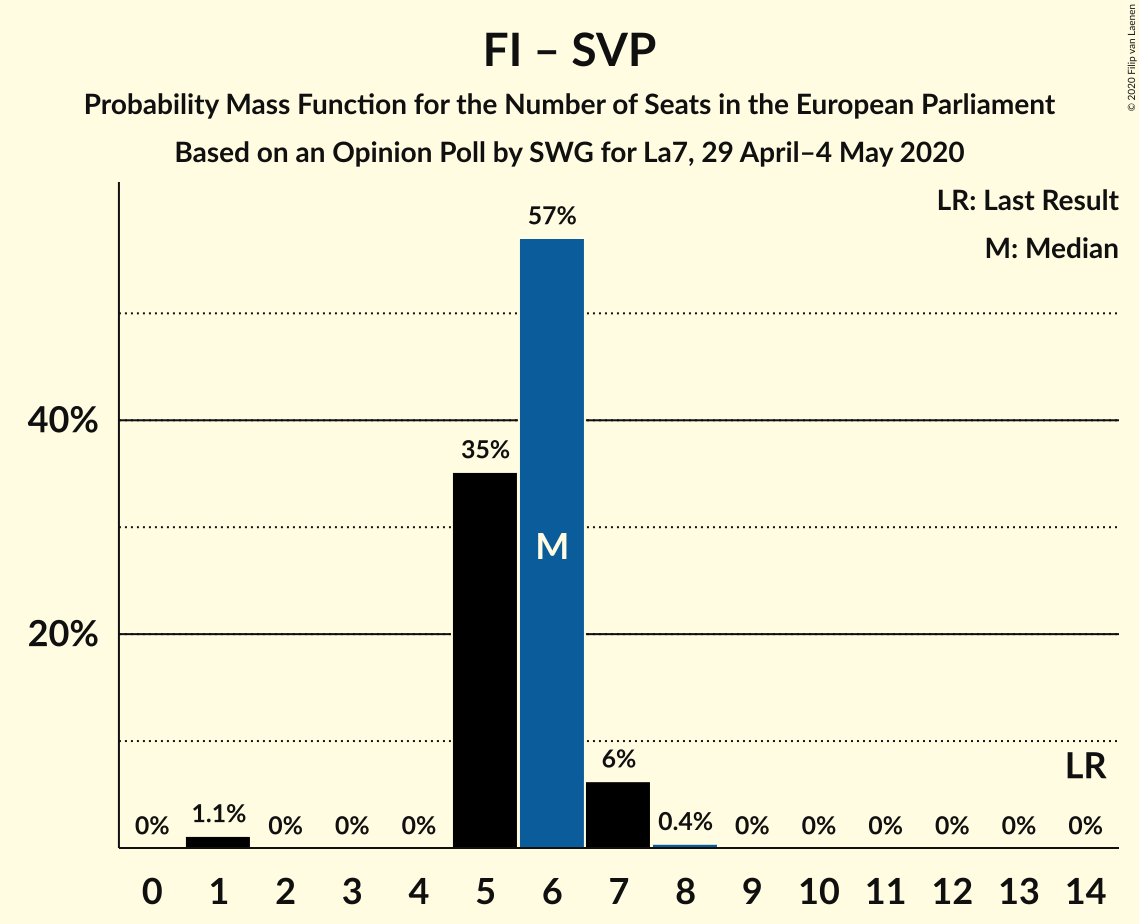 FI – SVP
Probability Mass Function for the Number of Seats in the European Parliament
Based on an Opinion Poll by SWG for La7, 29 April–4 May 2020
© 2020 Filip van Laenen
LR: Last Result
M: Median
57%
40%
35%
M
20%
6%
LR
0% 1.1% 0% 0% 0% 0.4% 0% 0% 0% 0% 0% 0%
0 1 2 3 4 5 6 7 8 9 10 11 12 13 14